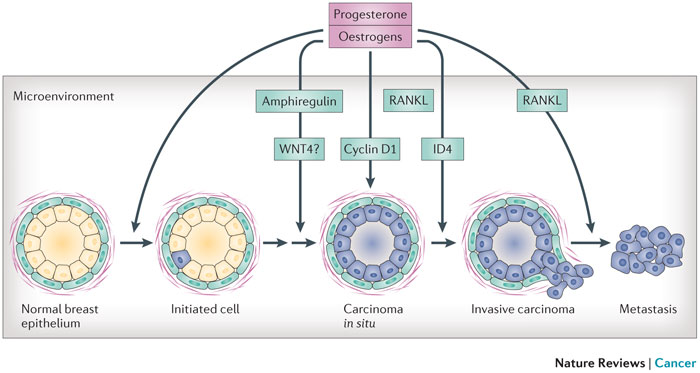 Progesterone
Oestrogens
Microenvironment
Amphiregulin
RANKL
RANKL
WNT4?
Cyclin D1
ID4
Normal breast
epithelium
Initiated cell
Carcinoma
in situ
Invasive carcinoma
Metastasis
Nature Reviews | Cancer